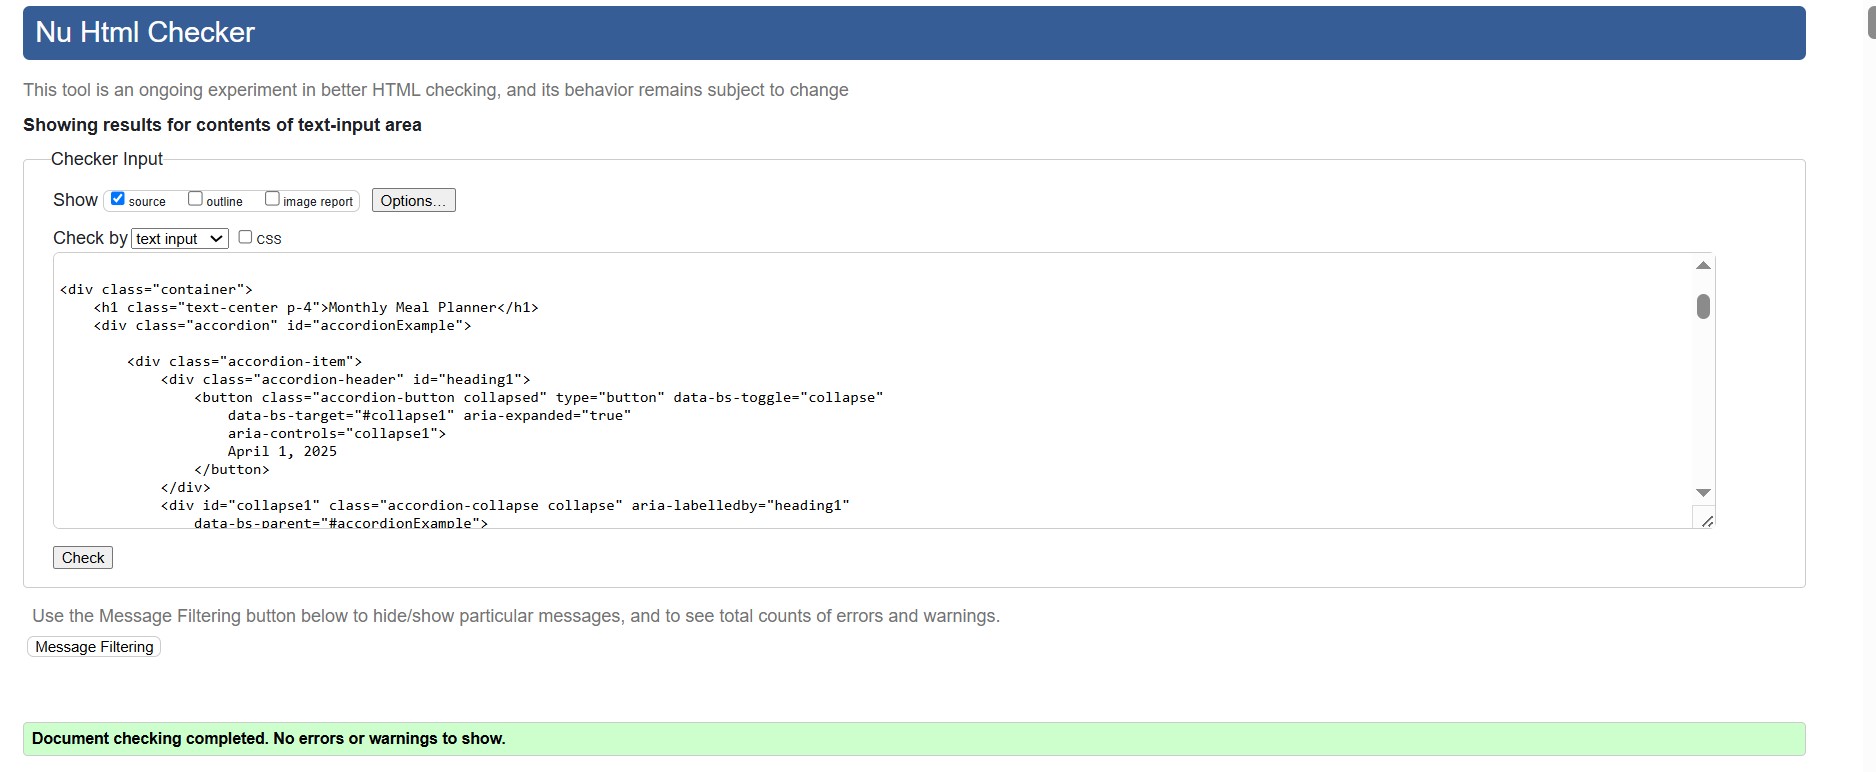 Nu Html Checker
This tool is an ongoing experiment in better HTML checking, and its behavior remains subject to change
Showing results for contents of text-input area
Checker Input
Show source outline image report Options...
Check by text input css
<div class="container">
<h1 class="text-center p-4">Monthly Meal Planner</h1>
<div class="accordion" id="accordionExample">
<div class="accordion-item">
<div class="accordion-header" id="heading1">
<button class="accordion-button collapsed" type="button" data-bs-toggle="collapse"
data-bs-target="#collapse1" aria-expanded="true"
aria-controls="collapse1">
April 1, 2025
</button>
</div>
<div id="collapse1" class="accordion-collapse collapse" aria-labelledby="heading1"
data-bs-parent="#accordionExample">
Check
Use the Message Filtering button below to hide/show particular messages, and to see total counts of errors and warnings.
Message Filtering
Document checking completed. No errors or warnings to show.